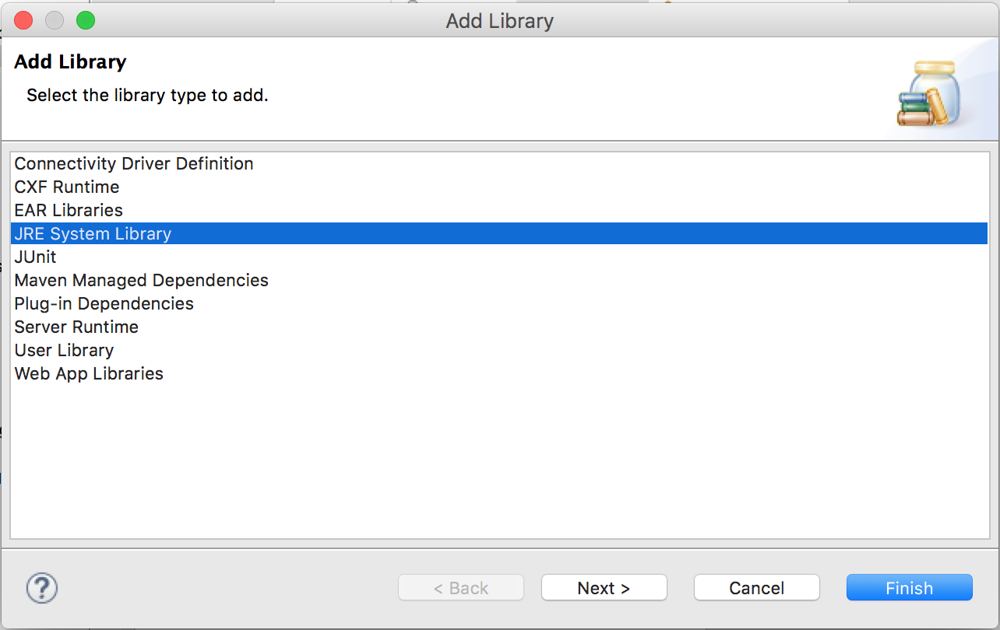 Add Library
Add Library
Select the library type to add.
Connectivity Driver Definition
CXF Runtime
EAR Libraries
JRE System Library
JUnit
Maven Managed Dependencies
Plug-in Dependencies
Server Runtime
User Library
Web App Libraries
?
< Back
Next >
Cancel
Finish